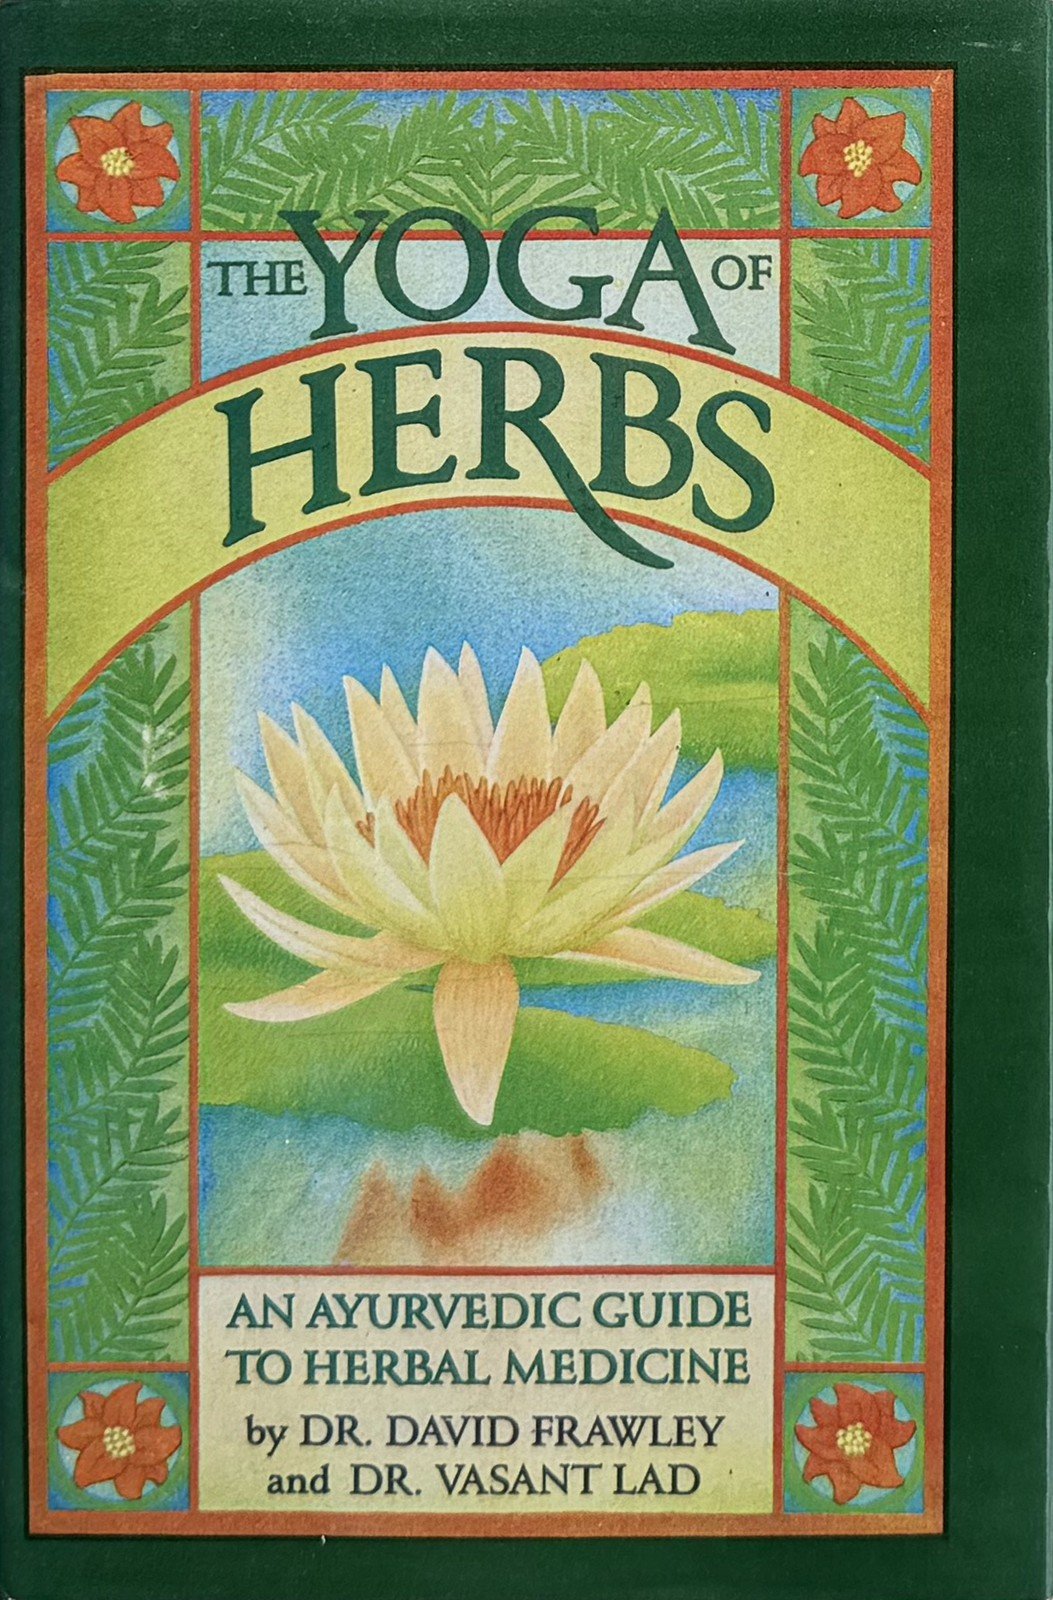 THE YOGA OF
HERBS
AN AYURVEDIC GUIDE
TO HERBAL MEDICINE
by DR. DAVID FRAWLEY
and DR. VASANT LAD